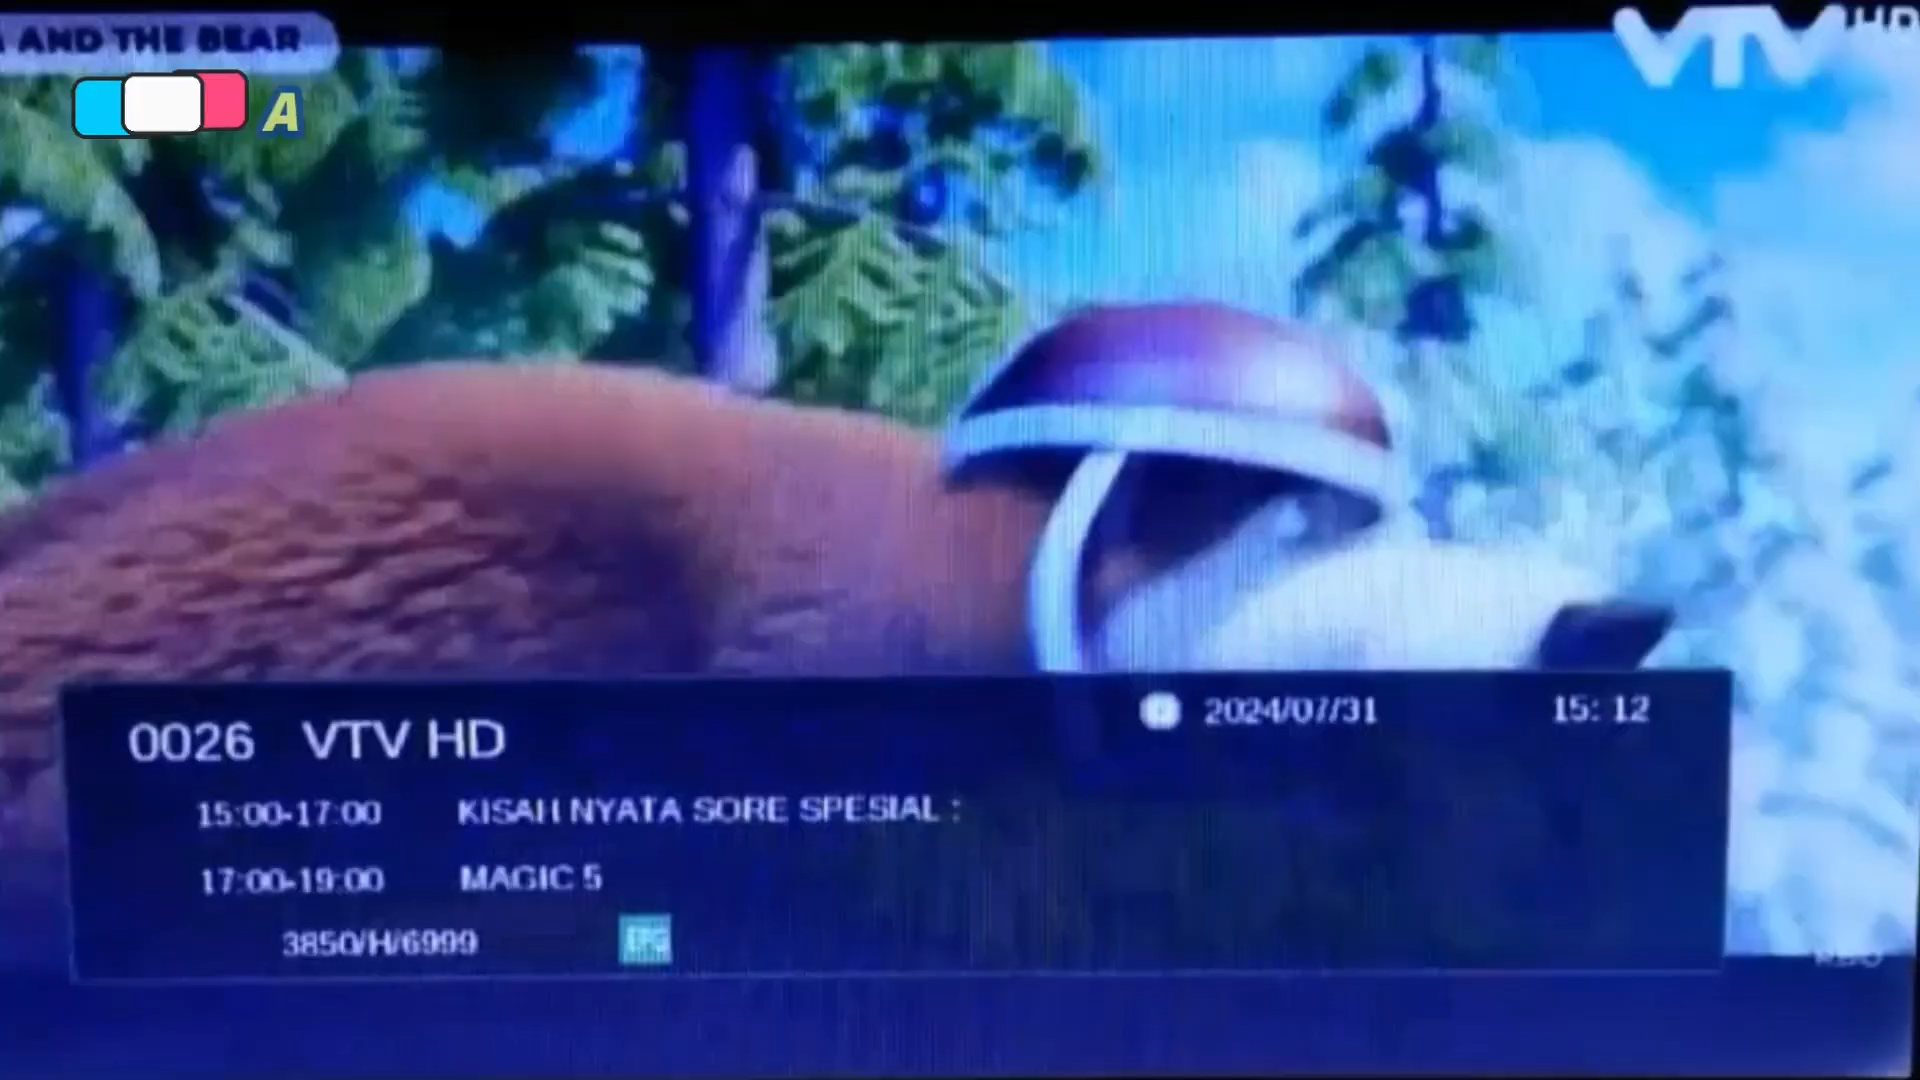 AND THE BEAR
VTV HD
A
0026 VTV HD
2024/07/31 15: 12
15:00-17:00 KISAH NYATA SORE SPESIAL :
17:00-19:00 MAGIC 5
3850/H/6999 EPG